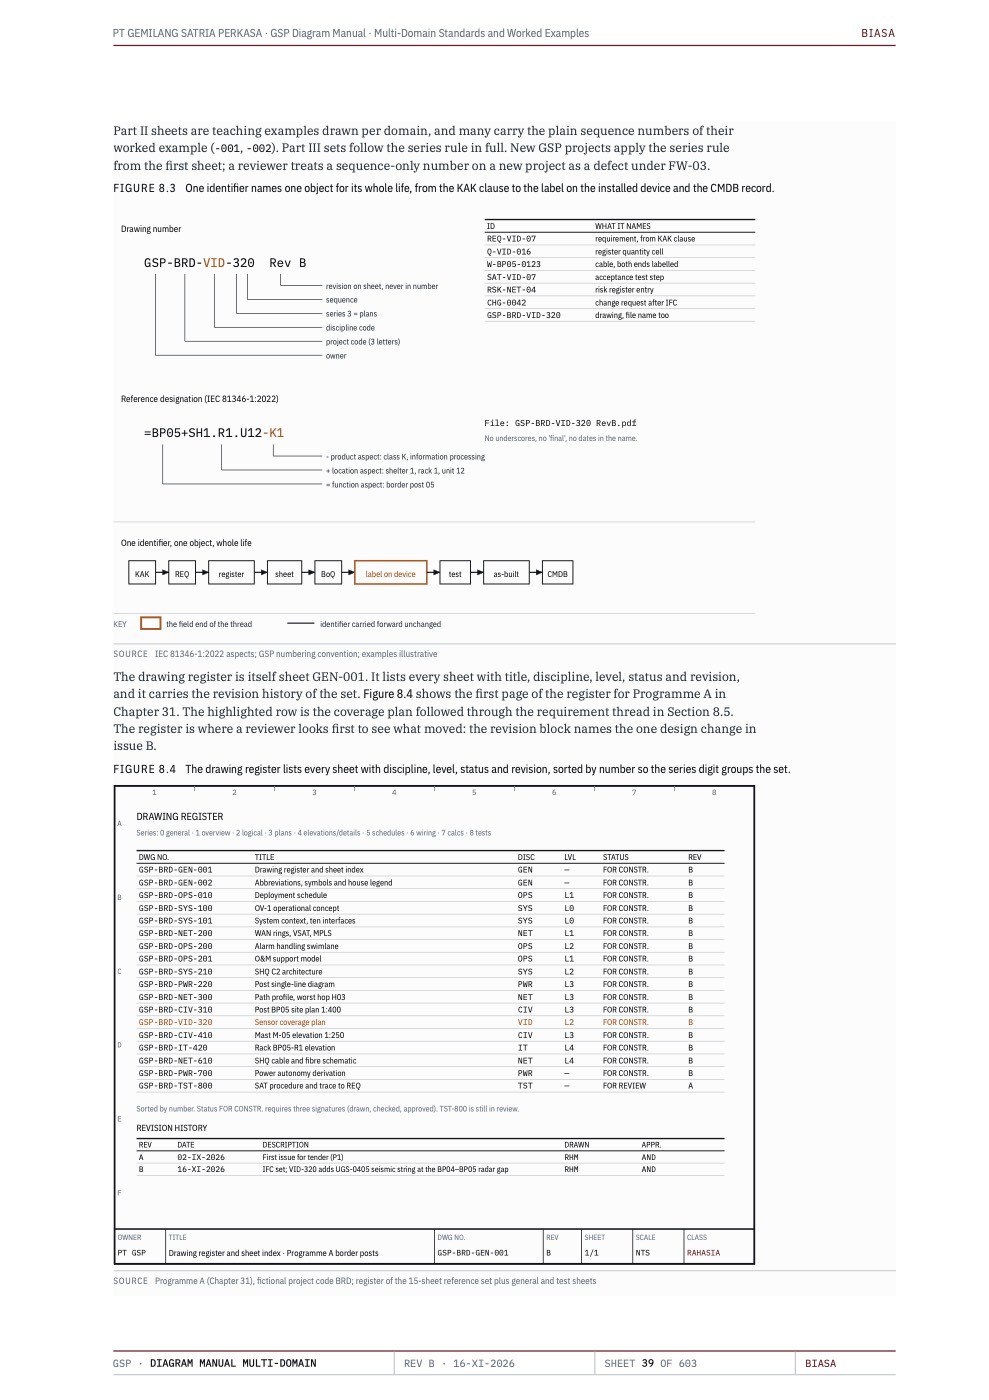 PT GEMILANG SATRIA PERKASA · GSP Diagram Manual · Multi-Domain Standards and Worked Examples BIASA
Part II sheets are teaching examples drawn per domain, and many carry the plain sequence numbers of their
worked example (-001, -002). Part III sets follow the series rule in full. New GSP projects apply the series rule
from the first sheet; a reviewer treats a sequence-only number on a new project as a defect under FW-03.
FIGURE 8.3 One identifier names one object for its whole life, from the KAK clause to the label on the installed device and the CMDB record.
Drawing number
GSP-BRD-VID-320 Rev B
revision on sheet, never in number
sequence
series 3 = plans
discipline code
project code (3 letters)
owner
ID WHAT IT NAMES
REQ-VID-07 requirement, from KAK clause
Q-VID-016 register quantity cell
W-BP05-0123 cable, both ends labelled
SAT-VID-07 acceptance test step
RSK-NET-04 risk register entry
CHG-0042 change request after IFC
GSP-BRD-VID-320 drawing, file name too
Reference designation (IEC 81346-1:2022)
=BP05+SH1.R1.U12-K1
- product aspect: class K, information processing
+ location aspect: shelter 1, rack 1, unit 12
= function aspect: border post 05
File: GSP-BRD-VID-320 RevB.pdf
No underscores, no 'final', no dates in the name.
One identifier, one object, whole life
KAK REQ register sheet BoQ label on device test as-built CMDB
KEY the field end of the thread identifier carried forward unchanged
SOURCE IEC 81346-1:2022 aspects; GSP numbering convention; examples illustrative
The drawing register is itself sheet GEN-001. It lists every sheet with title, discipline, level, status and revision,
and it carries the revision history of the set. Figure 8.4 shows the first page of the register for Programme A in
Chapter 31. The highlighted row is the coverage plan followed through the requirement thread in Section 8.5.
The register is where a reviewer looks first to see what moved: the revision block names the one design change in
issue B.
FIGURE 8.4 The drawing register lists every sheet with discipline, level, status and revision, sorted by number so the series digit groups the set.
1 2 3 4 5 6 7 8
A
DRAWING REGISTER
Series: 0 general · 1 overview · 2 logical · 3 plans · 4 elevations/details · 5 schedules · 6 wiring · 7 calcs · 8 tests
DWG NO. TITLE DISC LVL STATUS REV
GSP-BRD-GEN-001 Drawing register and sheet index GEN — FOR CONSTR. B
GSP-BRD-GEN-002 Abbreviations, symbols and house legend GEN — FOR CONSTR. B
B
GSP-BRD-OPS-010 Deployment schedule OPS L1 FOR CONSTR. B
GSP-BRD-SYS-100 OV-1 operational concept SYS L0 FOR CONSTR. B
GSP-BRD-SYS-101 System context, ten interfaces SYS L0 FOR CONSTR. B
GSP-BRD-NET-200 WAN rings, VSAT, MPLS NET L1 FOR CONSTR. B
GSP-BRD-OPS-200 Alarm handling swimlane OPS L2 FOR CONSTR. B
GSP-BRD-OPS-201 O&M support model OPS L1 FOR CONSTR. B
C
GSP-BRD-SYS-210 SHQ C2 architecture SYS L2 FOR CONSTR. B
GSP-BRD-PWR-220 Post single-line diagram PWR L3 FOR CONSTR. B
GSP-BRD-NET-300 Path profile, worst hop H03 NET L3 FOR CONSTR. B
GSP-BRD-CIV-310 Post BP05 site plan 1:400 CIV L3 FOR CONSTR. B
GSP-BRD-VID-320 Sensor coverage plan VID L2 FOR CONSTR. B
GSP-BRD-CIV-410 Mast M-05 elevation 1:250 CIV L3 FOR CONSTR. B
D
GSP-BRD-IT-420 Rack BP05-R1 elevation IT L4 FOR CONSTR. B
GSP-BRD-NET-610 SHQ cable and fibre schematic NET L4 FOR CONSTR. B
GSP-BRD-PWR-700 Power autonomy derivation PWR — FOR CONSTR. B
GSP-BRD-TST-800 SAT procedure and trace to REQ TST — FOR REVIEW A
Sorted by number. Status FOR CONSTR. requires three signatures (drawn, checked, approved). TST-800 is still in review.
E
REVISION HISTORY
REV DATE DESCRIPTION DRAWN APPR.
A 02-IX-2026 First issue for tender (P1) RHM AND
B 16-XI-2026 IFC set; VID-320 adds UGS-0405 seismic string at the BP04–BP05 radar gap RHM AND
F
OWNER TITLE DWG NO. REV SHEET SCALE CLASS
PT GSP Drawing register and sheet index · Programme A border posts GSP-BRD-GEN-001 B 1/1 NTS RAHASIA
SOURCE Programme A (Chapter 31), fictional project code BRD; register of the 15-sheet reference set plus general and test sheets
GSP · DIAGRAM MANUAL MULTI-DOMAIN REV B · 16-XI-2026 SHEET 39 OF 603 BIASA